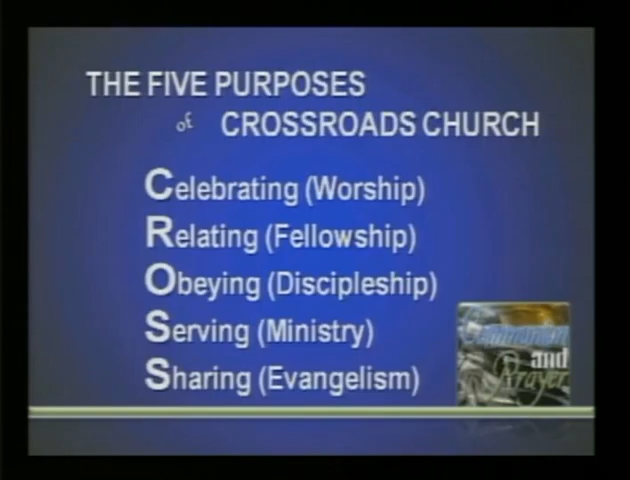 THE FIVE PURPOSES
of CROSSROADS CHURCH
Celebrating (Worship)
Relating (Fellowship)
Obeying (Discipleship)
Serving (Ministry)
Sharing (Evangelism)
and
Prayer